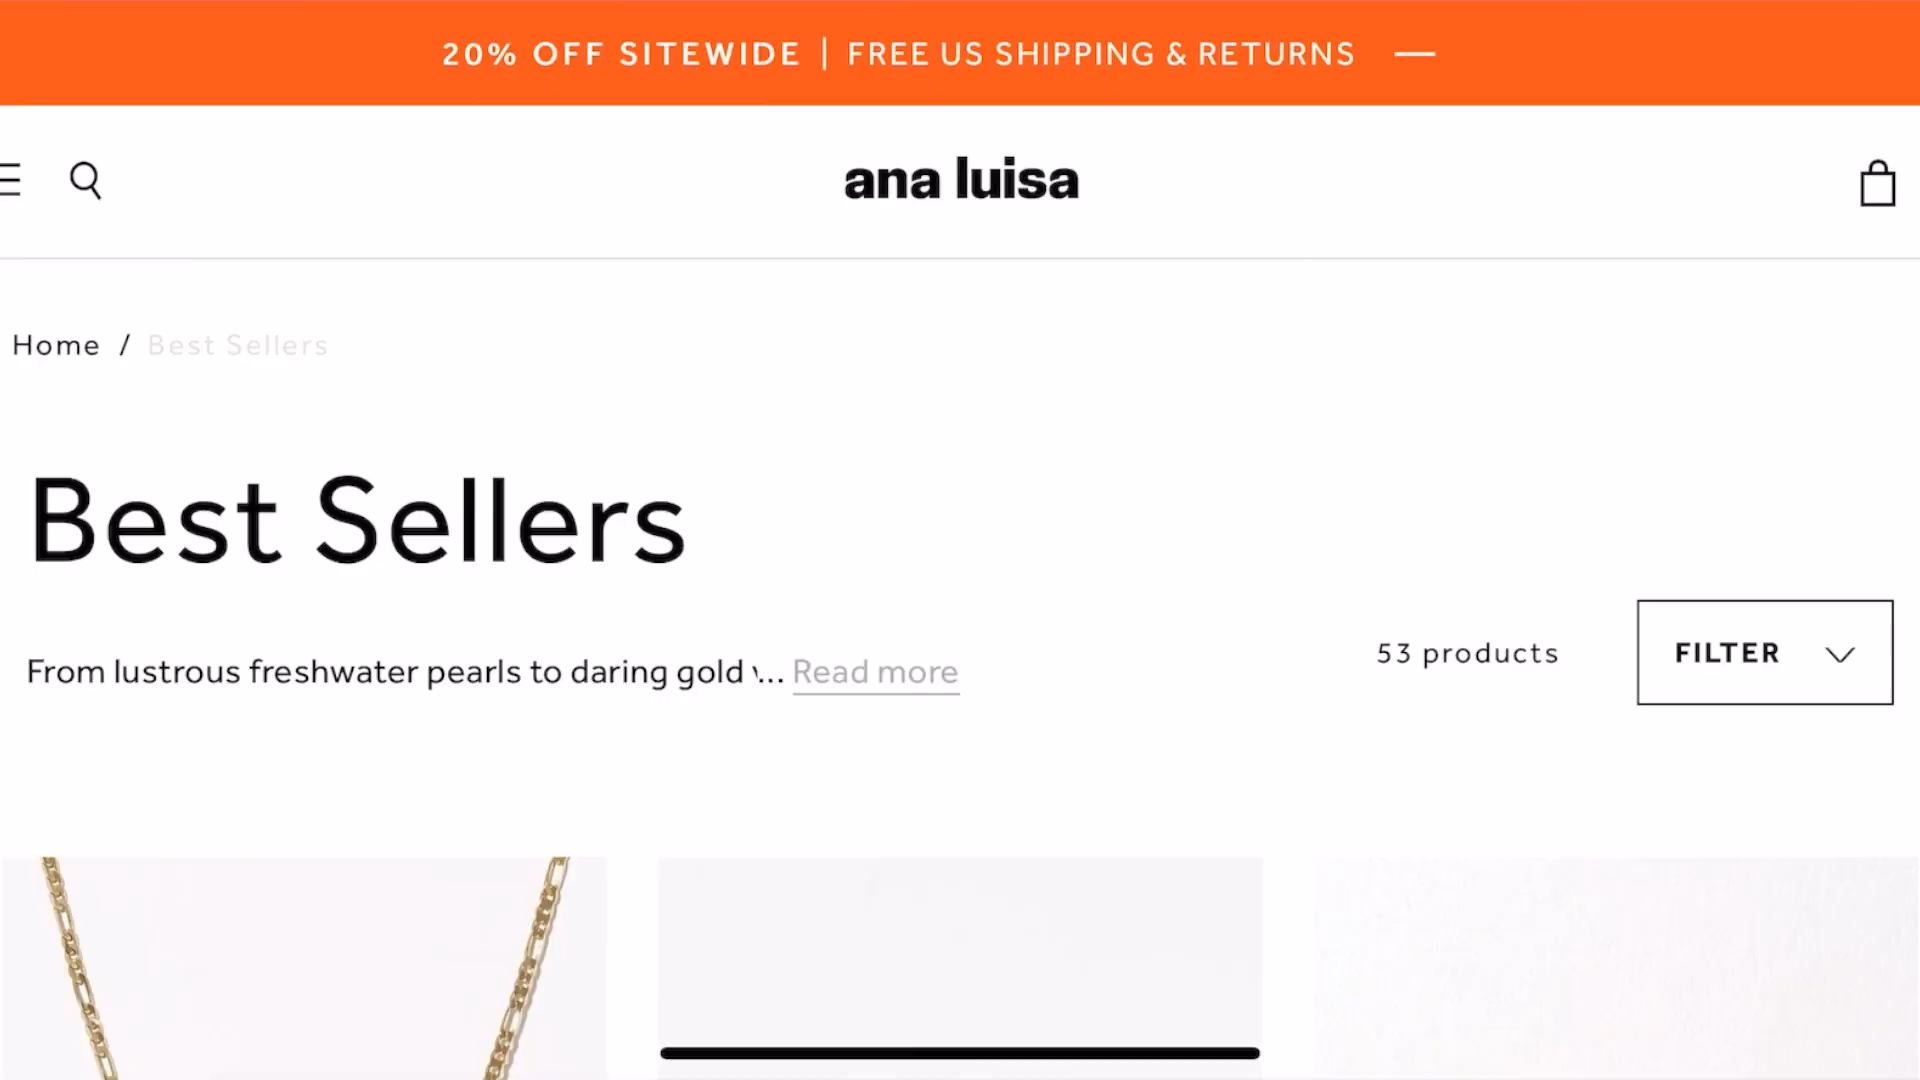 20% OFF SITEWIDE | FREE US SHIPPING & RETURNS
ana luisa
Home / Best Sellers
Best Sellers
From lustrous freshwater pearls to daring gold ... Read more
53 products
FILTER